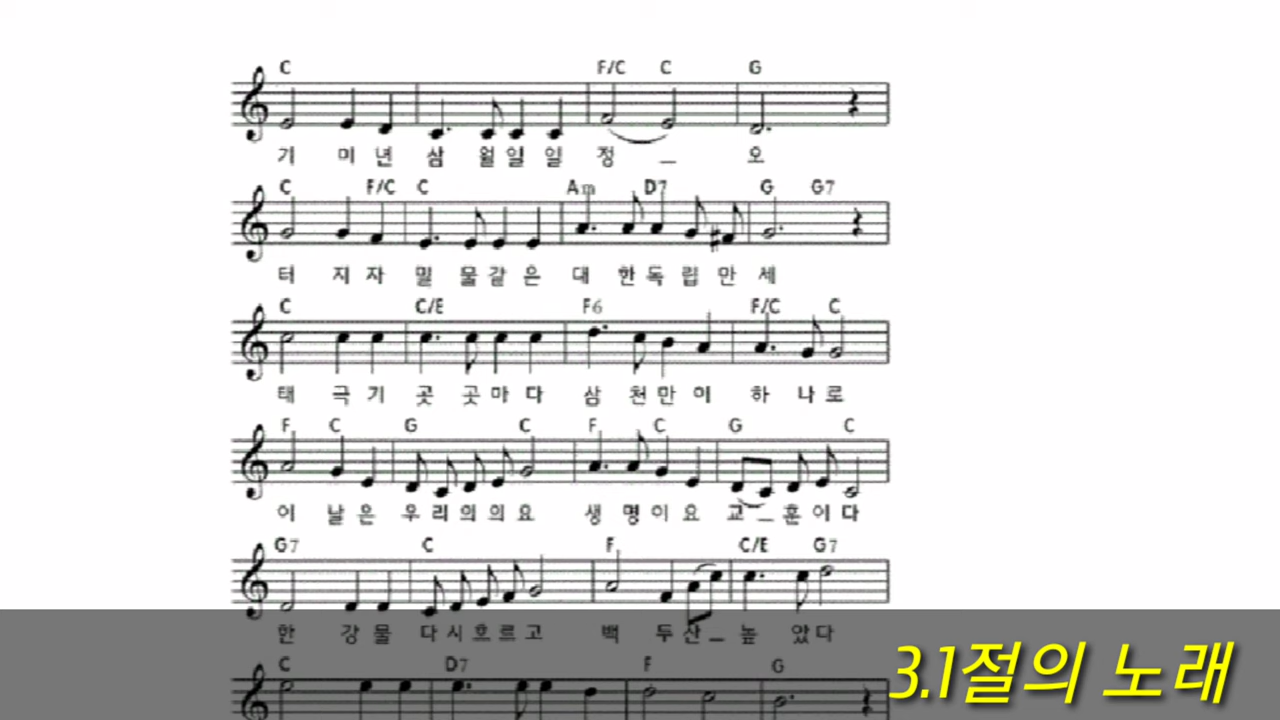 C F/C C G
기 미 년 삼 월 일 일 정 _ 오
C F/C C Am D7 G G7
터 지 자 밀 물 같 은 대 한 독 립 만 세
C C/E F6 F/C C
태 극 기 곳 곳 마 다 삼 천 만 이 하 나 로
F C G C F C G C
이 날 은 우 리 의 의 요 생 명 이 요 교 _ 훈 이 다
G7 C F C/E G7
한 강 물 다 시 흐 르 고 백 두 산 _ 높 았 다
C D7 F G
3.1절의 노래